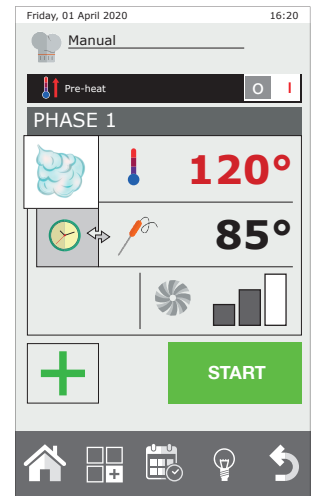 Friday, 01 April 2020 16:20
Manual
Pre-heat O I
PHASE 1
120°
85°
START